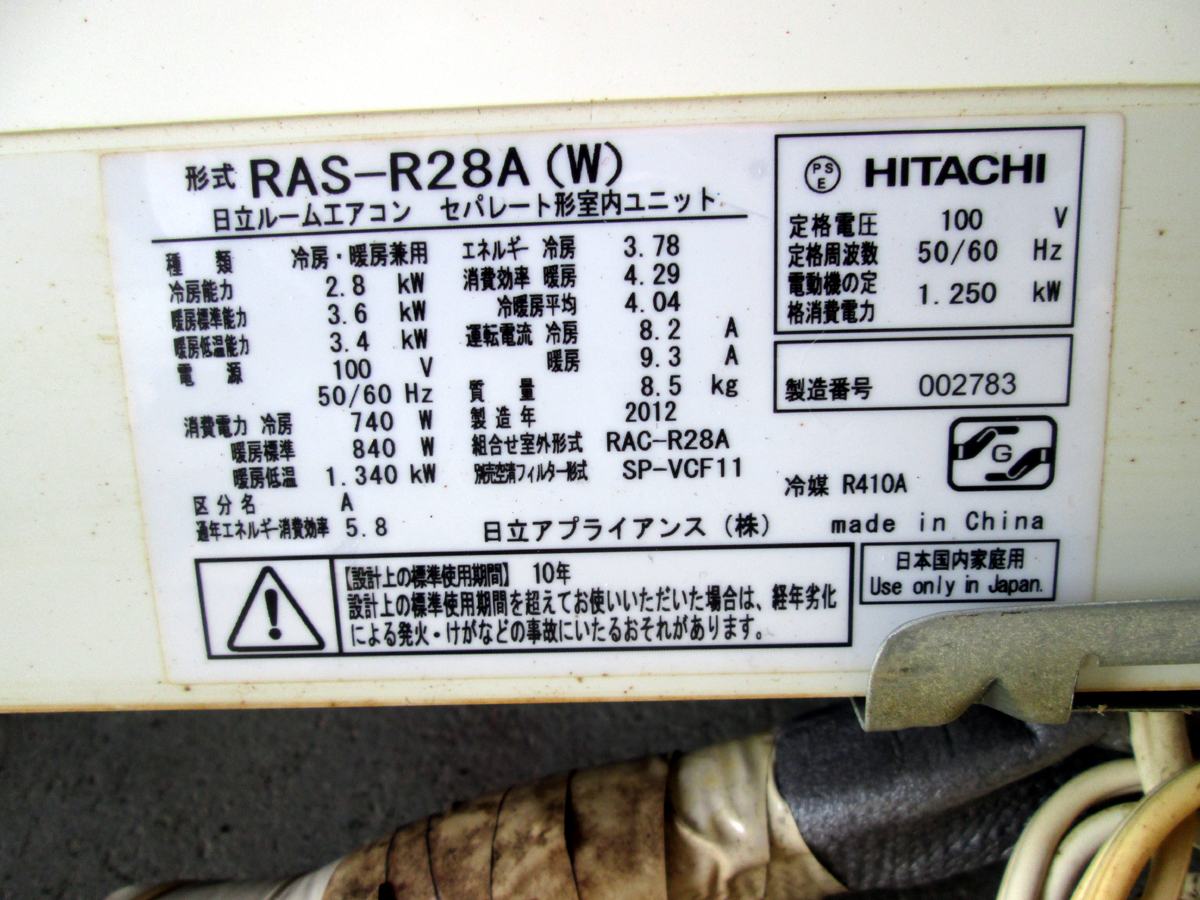 形式 RAS-R28A (W)
日立ルームエアコン セパレート形室内ユニット
種類 冷房・暖房兼用
冷房能力 2.8 kW
暖房標準能力 3.6 kW
暖房低温能力 3.4 kW
電源 100 V
50/60 Hz
消費電力 冷房 740 W
暖房標準 840 W
暖房低温 1.340 kW
区分名 A
通年エネルギー消費効率 5.8
エネルギー 冷房 3.78
消費効率 暖房 4.29
冷暖房平均 4.04
運転電流 冷房 8.2 A
暖房 9.3 A
質量 8.5 kg
製造年 2012
組合せ室外形式 RAC-R28A
別売空清フィルター形式 SP-VCF11
日立アプライアンス (株)
PS
E
HITACHI
定格電圧 100 V
定格周波数 50/60 Hz
電動機の定
格消費電力 1.250 kW
製造番号 002783
G
冷媒 R410A
made in China
日本国内家庭用
Use only in Japan.
【設計上の標準使用期間】 10年
設計上の標準使用期間を超えてお使いいただいた場合は、経年劣化
による発火・けがなどの事故にいたるおそれがあります。